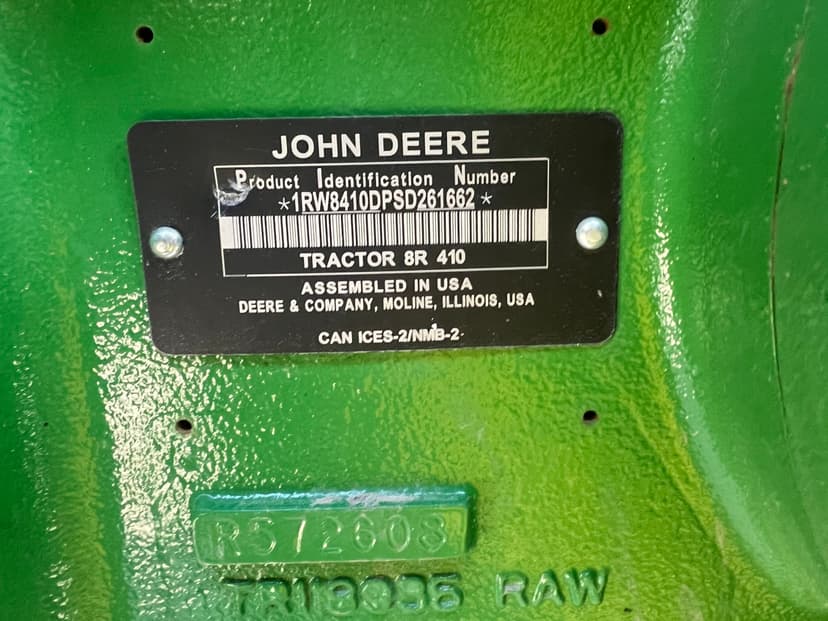 JOHN DEERE
Product Identification Number
*1RW8410DPSD261662*
TRACTOR 8R 410
ASSEMBLED IN USA
DEERE & COMPANY, MOLINE, ILLINOIS, USA
CAN ICES-2/NMB-2
R572608
RAW